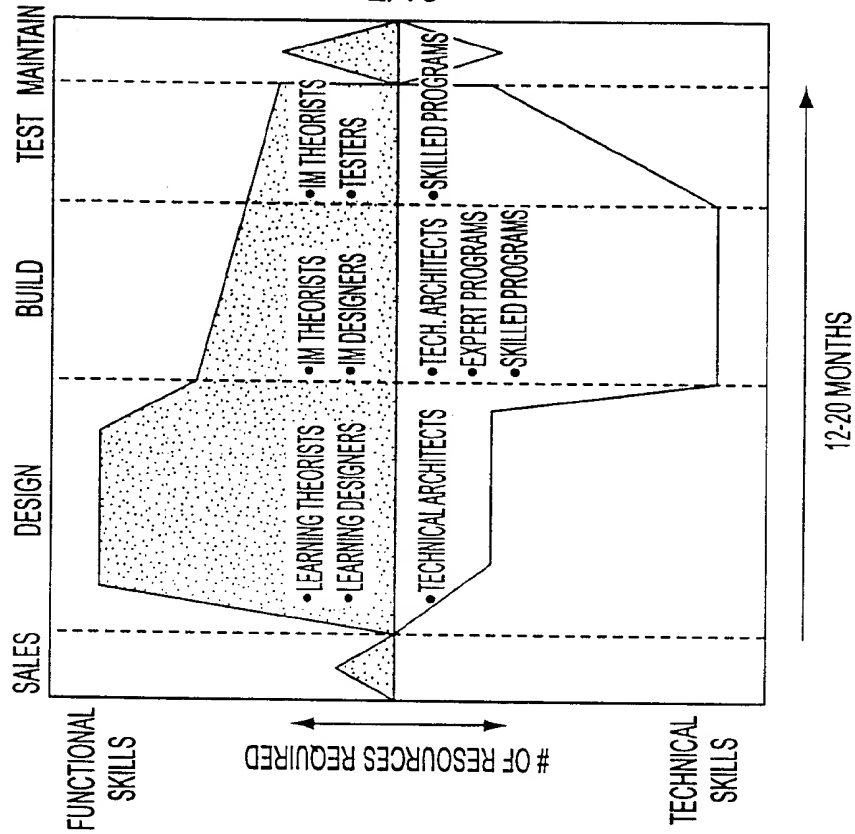 SALES
DESIGN
BUILD
TEST
MAINTAIN
FUNCTIONAL
SKILLS
# OF RESOURCES REQUIRED
TECHNICAL
SKILLS
•LEARNING THEORISTS
•LEARNING DESIGNERS
•TECHNICAL ARCHITECTS
•IM THEORISTS
•IM DESIGNERS
•TECH. ARCHITECTS
•EXPERT PROGRAMS
•SKILLED PROGRAMS
•IM THEORISTS
•TESTERS
•SKILLED PROGRAMS
12-20 MONTHS